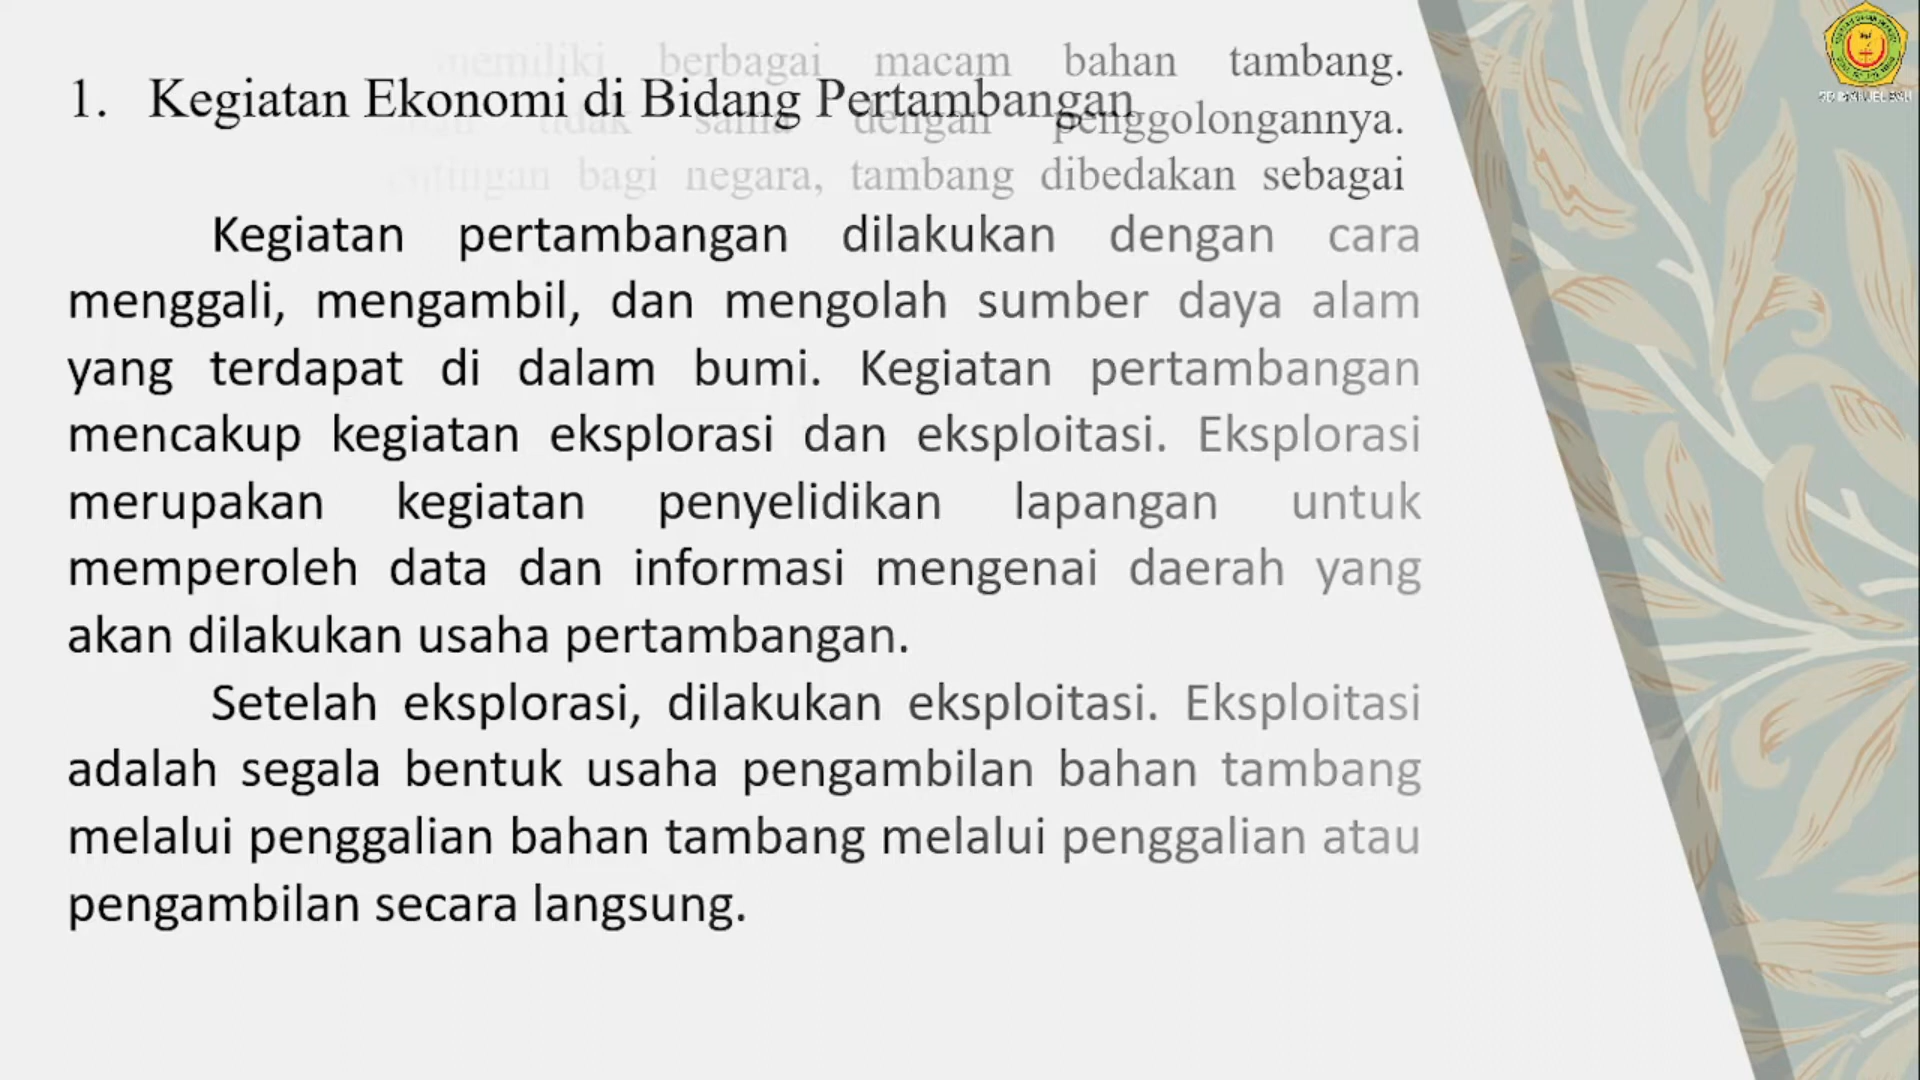 memiliki berbagai macam bahan tambang.
1. Kegiatan Ekonomi di Bidang Pertambangan
tidak sama dengan penggolongannya.
bagi negara, tambang dibedakan sebagai
Kegiatan pertambangan dilakukan dengan cara
menggali, mengambil, dan mengolah sumber daya alam
yang terdapat di dalam bumi. Kegiatan pertambangan
mencakup kegiatan eksplorasi dan eksploitasi. Eksplorasi
merupakan kegiatan penyelidikan lapangan untuk
memperoleh data dan informasi mengenai daerah yang
akan dilakukan usaha pertambangan.
Setelah eksplorasi, dilakukan eksploitasi. Eksploitasi
adalah segala bentuk usaha pengambilan bahan tambang
melalui penggalian bahan tambang melalui penggalian atau
pengambilan secara langsung.